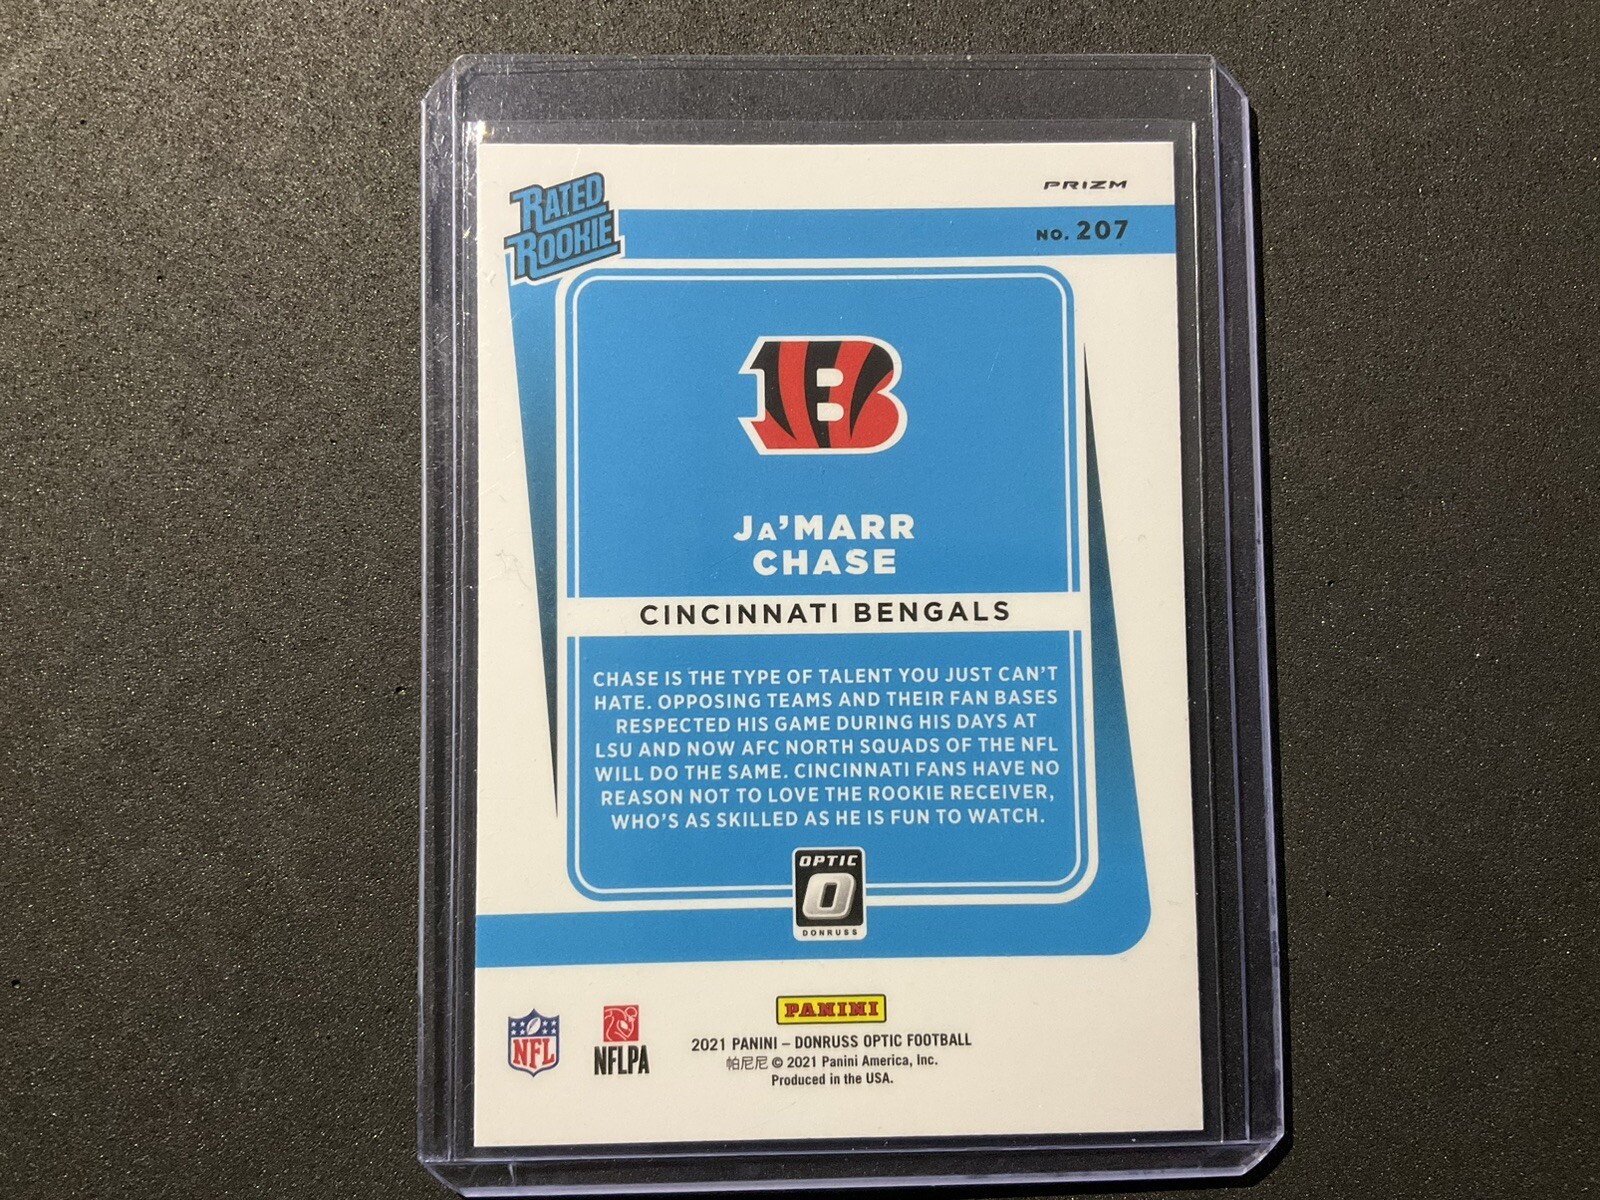 RATED
ROOKIE
PRIZM
NO. 207
JA'MARR
CHASE
CINCINNATI BENGALS
CHASE IS THE TYPE OF TALENT YOU JUST CAN'T
HATE. OPPOSING TEAMS AND THEIR FAN BASES
RESPECTED HIS GAME DURING HIS DAYS AT
LSU AND NOW AFC NORTH SQUADS OF THE NFL
WILL DO THE SAME. CINCINNATI FANS HAVE NO
REASON NOT TO LOVE THE ROOKIE RECEIVER,
WHO'S AS SKILLED AS HE IS FUN TO WATCH.
OPTIC
O
DONRUSS
NFL
NFLPA
PANINI
2021 PANINI – DONRUSS OPTIC FOOTBALL
帕尼尼 © 2021 Panini America, Inc.
Produced in the USA.